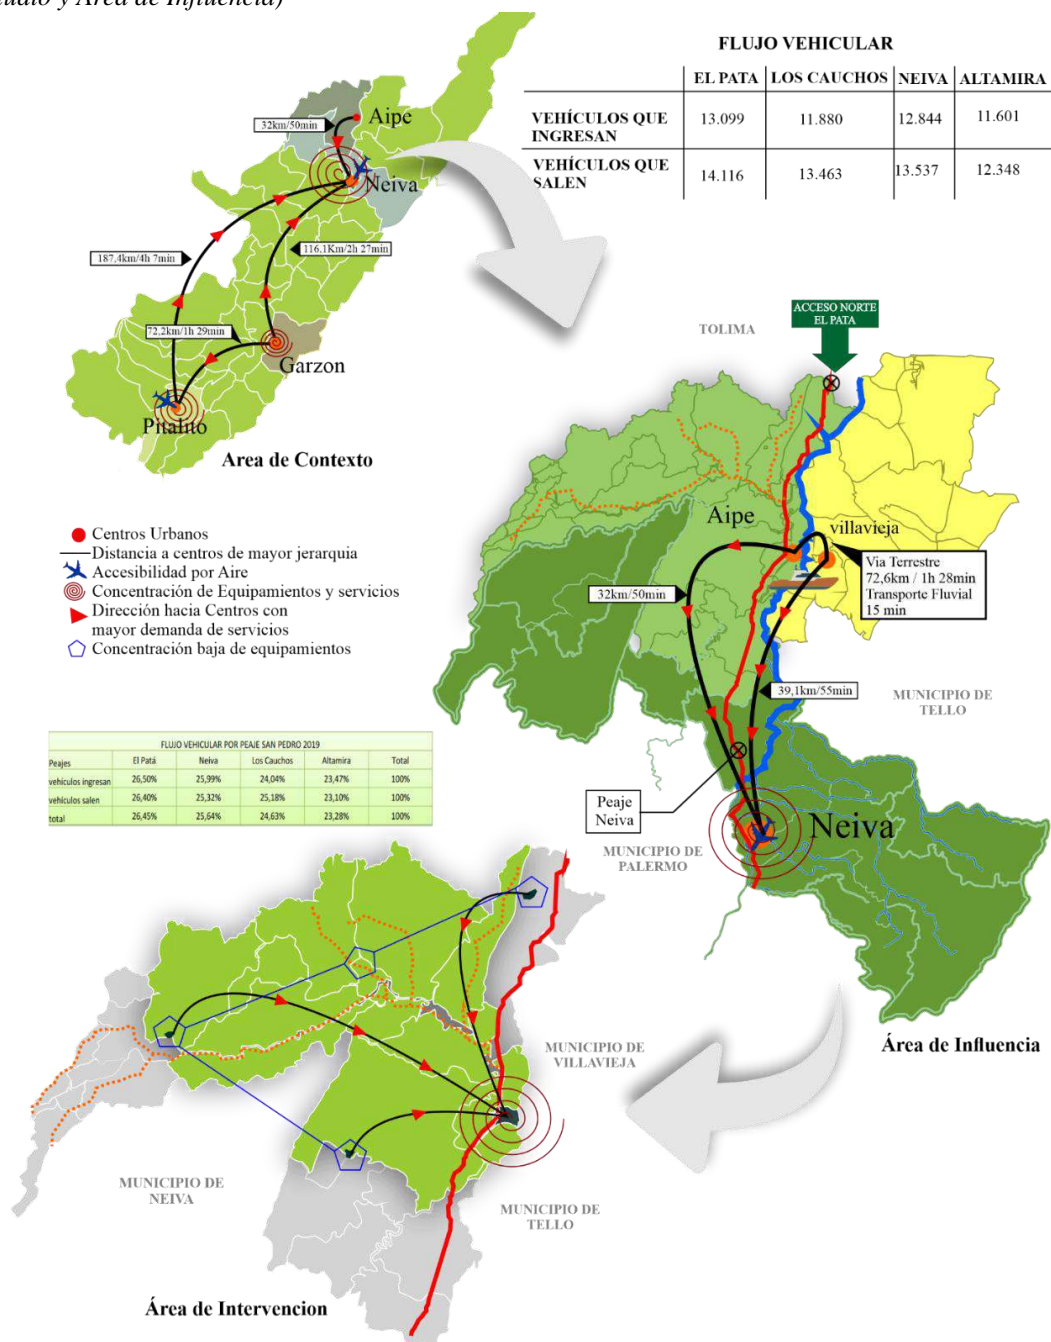 udio y Área de Influencia)
FLUJO VEHICULAR
EL PATA LOS CAUCHOS NEIVA ALTAMIRA
VEHÍCULOS QUE INGRESAN 13.099 11.880 12.844 11.601
VEHÍCULOS QUE SALEN 14.116 13.463 13.537 12.348
Aipe
32km/50min
Neiva
187,4km/4h 7min
116,1Km/2h 27min
72,2km/1h 29min
Garzon
Pitalito
Area de Contexto
ACCESO NORTE
EL PATA
TOLIMA
Aipe
villavieja
Via Terrestre
72,6km / 1h 28min
Transporte Fluvial
15 min
32km/50min
39,1km/55min
MUNICIPIO DE
TELLO
Peaje
Neiva
Neiva
MUNICIPIO DE
PALERMO
Área de Influencia
Centros Urbanos
Distancia a centros de mayor jerarquia
Accesibilidad por Aire
Concentración de Equipamientos y servicios
Dirección hacia Centros con
mayor demanda de servicios
Concentración baja de equipamientos
FLUJO VEHICULAR POR PEAJE SAN PEDRO 2019
Peajes El Patá Neiva Los Cauchos Altamira Total
vehículos ingresan 26,50% 25,99% 24,04% 23,47% 100%
vehículos salen 26,40% 25,32% 25,18% 23,10% 100%
total 26,45% 25,64% 24,63% 23,28% 100%
MUNICIPIO DE
VILLAVIEJA
MUNICIPIO DE
NEIVA
MUNICIPIO DE
TELLO
Área de Intervencion